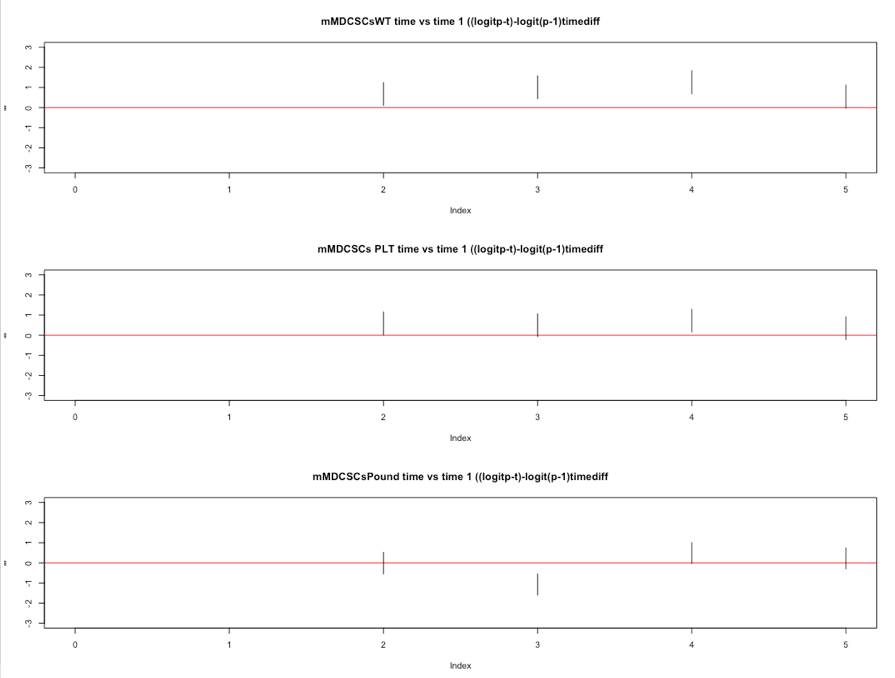 mMDCSCsWT time vs time 1 ((logitp-t)-logit(p-1)timediff
3
2
1
0
-1
-2
-3
0 1 2 3 4 5
Index
mMDCSCs PLT time vs time 1 ((logitp-t)-logit(p-1)timediff
3
2
1
0
-1
-2
-3
0 1 2 3 4 5
Index
mMDCSCsPound time vs time 1 ((logitp-t)-logit(p-1)timediff
3
2
1
0
-1
-2
-3
0 1 2 3 4 5
Index